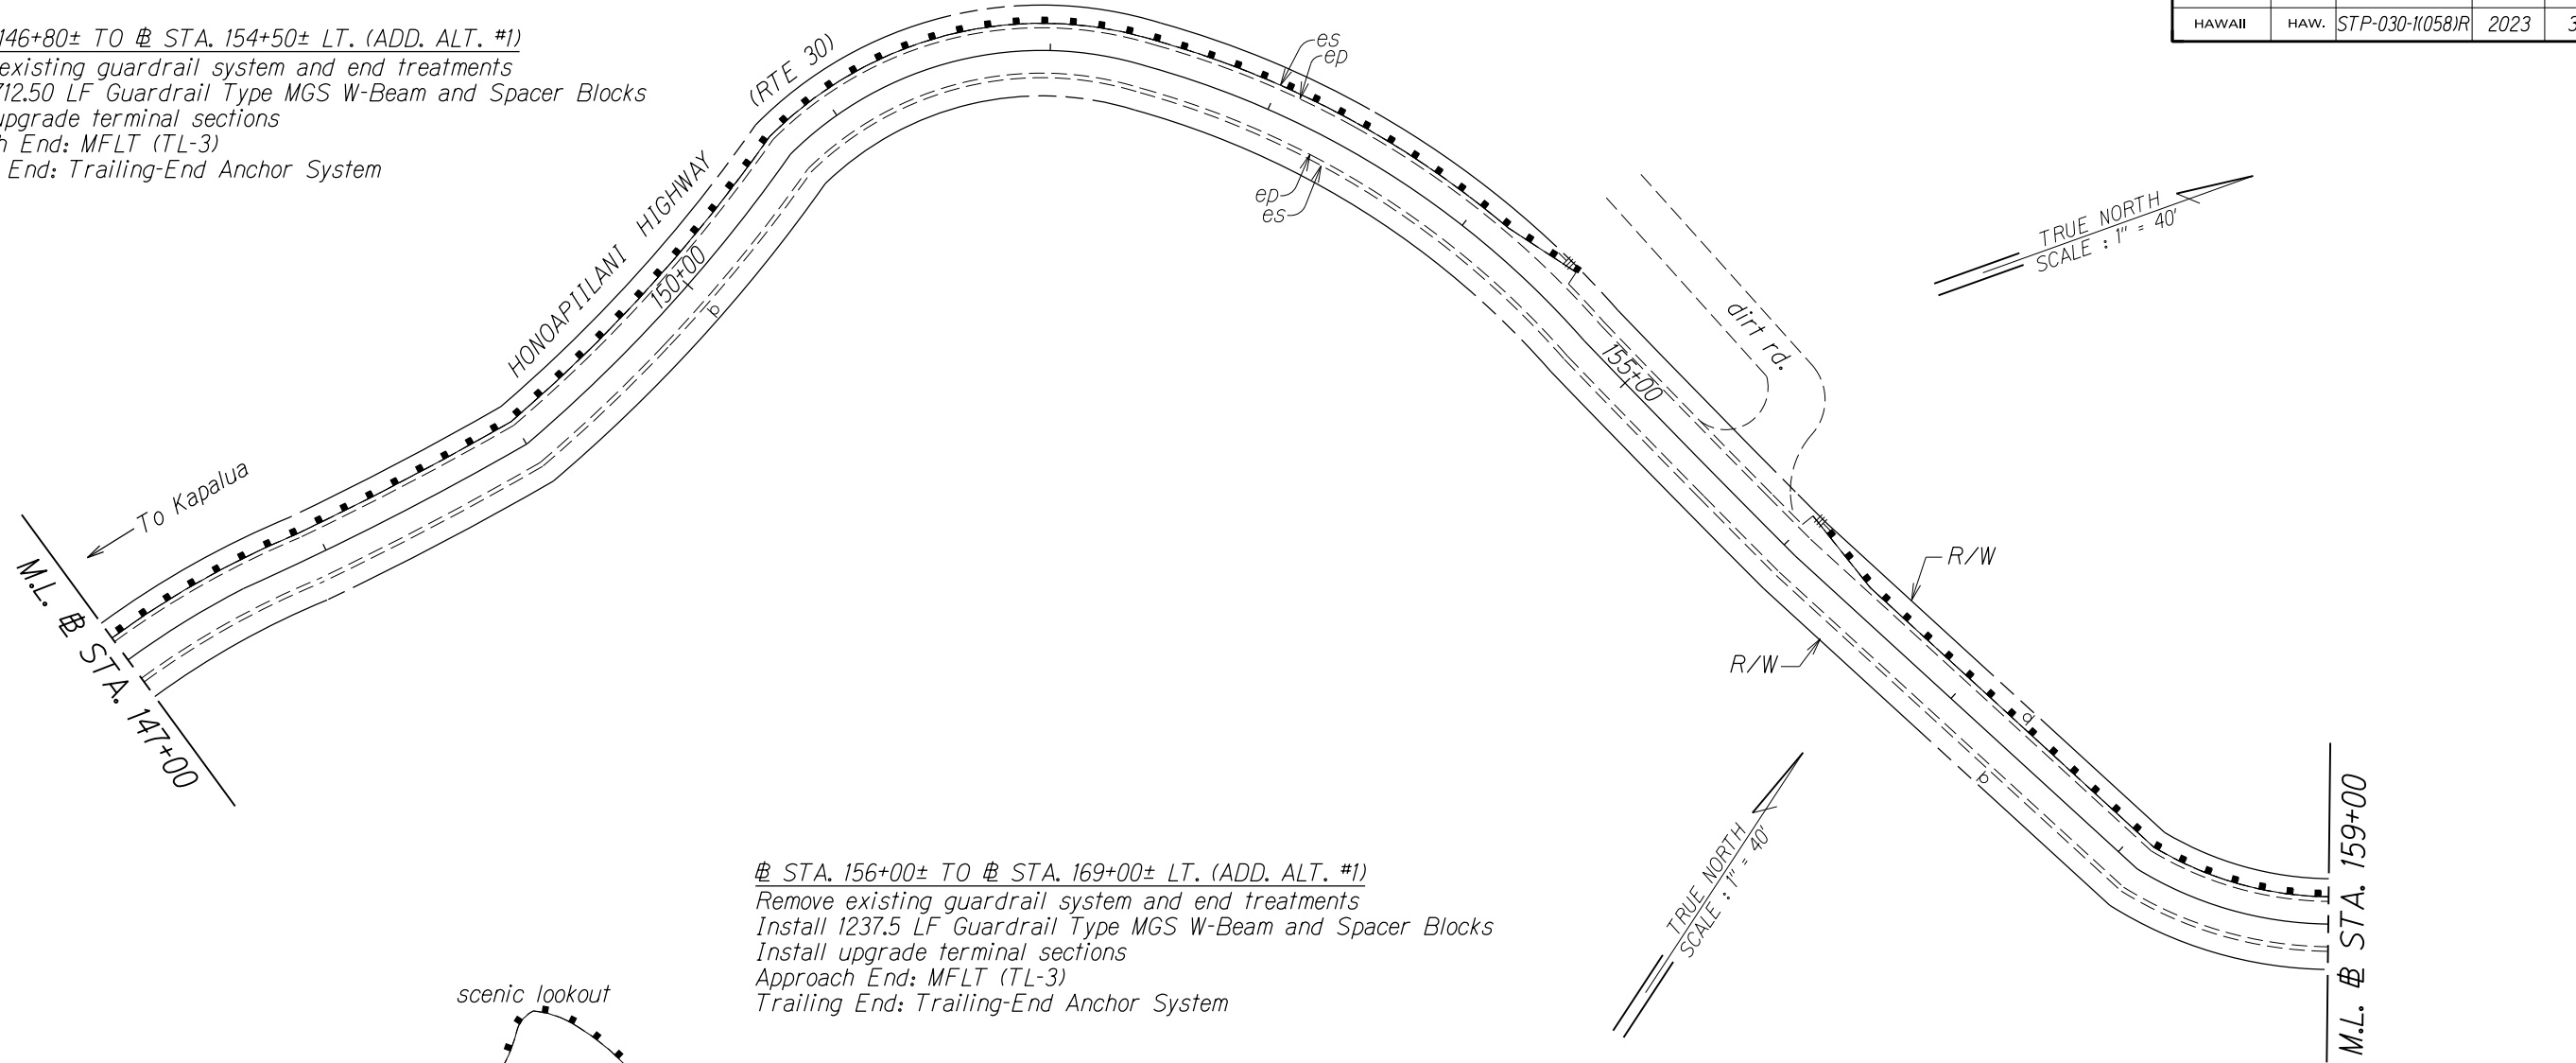 HAWAII HAW. STP-030-1(058)R 2023 3
146+80± TO ℄ STA. 154+50± LT. (ADD. ALT. #1)
existing guardrail system and end treatments
712.50 LF Guardrail Type MGS W-Beam and Spacer Blocks
upgrade terminal sections
h End: MFLT (TL-3)
End: Trailing-End Anchor System
HONOAPIILANI HIGHWAY (RTE 30)
es
ep
ep
es
TRUE NORTH
SCALE : 1" = 40'
dirt rd.
150+00
155+00
To Kapalua
M.L. ℄ STA. 147+00
R/W
R/W
TRUE NORTH
SCALE : 1" = 40'
M.L. ℄ STA. 159+00
℄ STA. 156+00± TO ℄ STA. 169+00± LT. (ADD. ALT. #1)
Remove existing guardrail system and end treatments
Install 1237.5 LF Guardrail Type MGS W-Beam and Spacer Blocks
Install upgrade terminal sections
Approach End: MFLT (TL-3)
Trailing End: Trailing-End Anchor System
scenic lookout